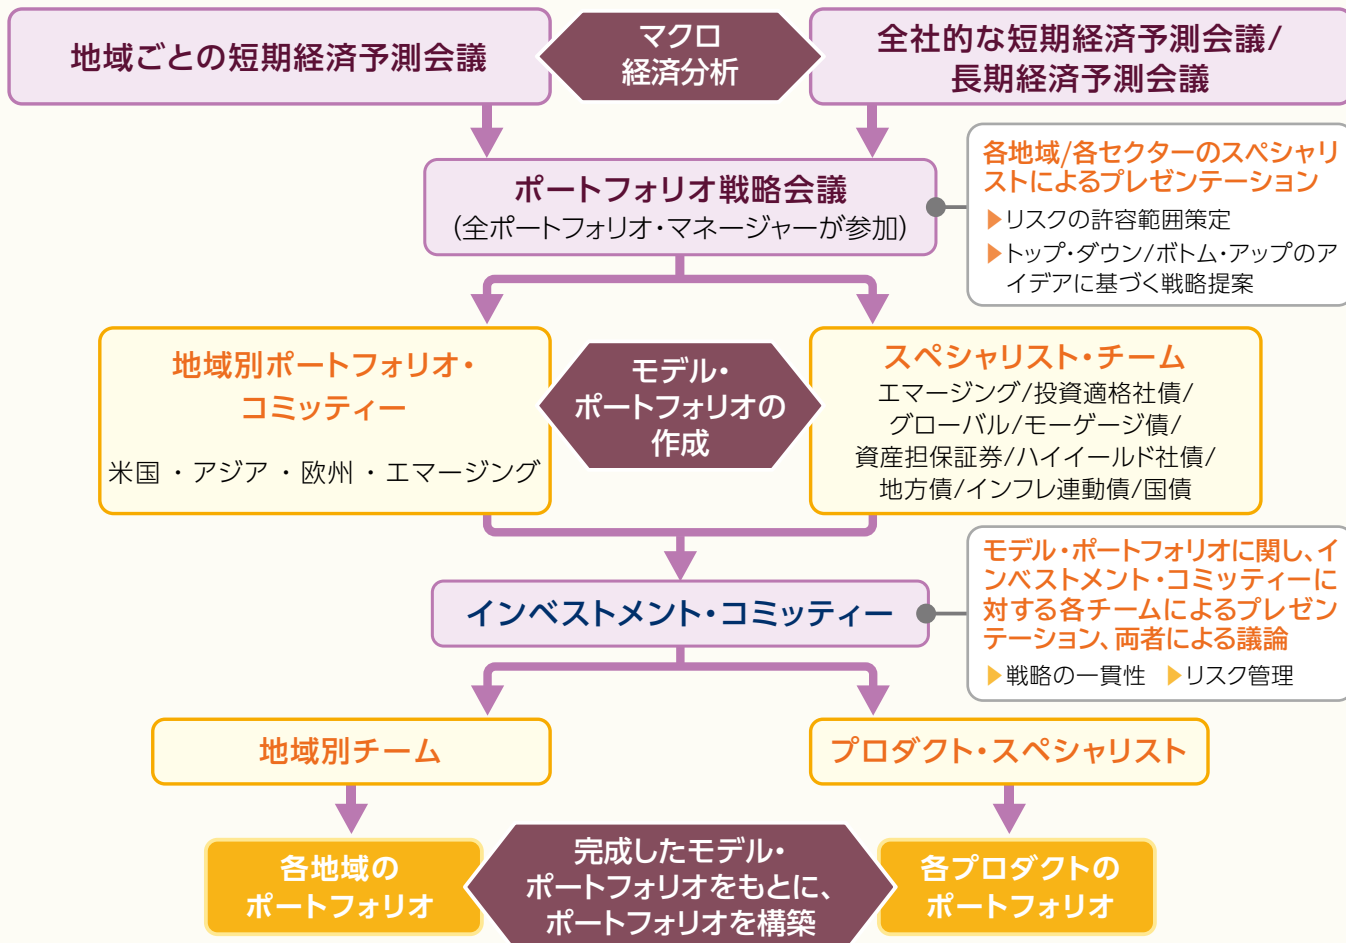 地域ごとの短期経済予測会議
マクロ
経済分析
全社的な短期経済予測会議/
長期経済予測会議
ポートフォリオ戦略会議
(全ポートフォリオ・マネージャーが参加)
各地域/各セクターのスペシャリ
ストによるプレゼンテーション
▶リスクの許容範囲策定
▶トップ・ダウン/ボトム・アップのア
イデアに基づく戦略提案
地域別ポートフォリオ・
コミッティー
米国 ・ アジア ・ 欧州 ・ エマージング
モデル・
ポートフォリオの
作成
スペシャリスト・チーム
エマージング/投資適格社債/
グローバル/モーゲージ債/
資産担保証券/ハイイールド社債/
地方債/インフレ連動債/国債
インベストメント・コミッティー
モデル・ポートフォリオに関し、イ
ンベストメント・コミッティーに
対する各チームによるプレゼン
テーション、両者による議論
▶戦略の一貫性 ▶リスク管理
地域別チーム
プロダクト・スペシャリスト
各地域の
ポートフォリオ
完成したモデル・
ポートフォリオをもとに、
ポートフォリオを構築
各プロダクトの
ポートフォリオ